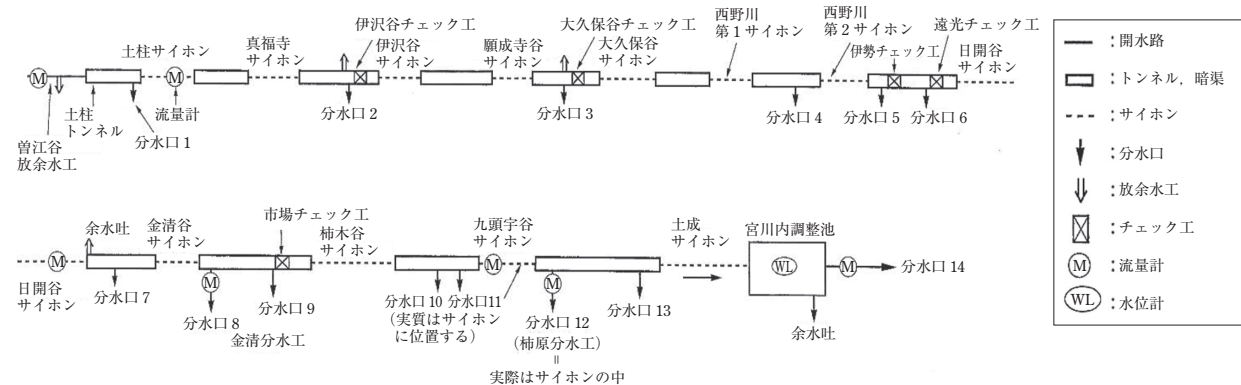 土柱サイホン
真福寺
サイホン
伊沢谷チェック工
伊沢谷
サイホン
願成寺谷
サイホン
大久保谷チェック工
大久保谷
サイホン
西野川
第1サイホン
西野川
第2サイホン
伊勢チェック工
遠光チェック工
日開谷
サイホン
M
M
曽江谷
放余水工
土柱
トンネル
分水口1
流量計
分水口2
分水口3
分水口4
分水口5
分水口6
余水吐
金清谷
サイホン
市場チェック工
柿木谷
サイホン
九頭宇谷
サイホン
土成
サイホン
宮川内調整池
M
M
M
M
WL
M
分水口14
日開谷
サイホン
分水口7
分水口8
分水口9
金清分水工
分水口10
分水口11
(実質はサイホン
に位置する)
分水口12
(柿原分水工)
=
実際はサイホンの中
分水口13
余水吐
:開水路
:トンネル,暗渠
:サイホン
:分水口
:放余水工
:チェック工
M :流量計
WL :水位計